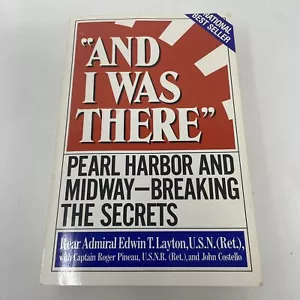 NATIONAL
BEST SELLER
"AND
I WAS
THERE"
PEARL HARBOR AND
MIDWAY—BREAKING
THE SECRETS
Rear Admiral Edwin T. Layton, U.S.N. (Ret.),
with Captain Roger Pineau, U.S.N.R. (Ret.), and John Costello